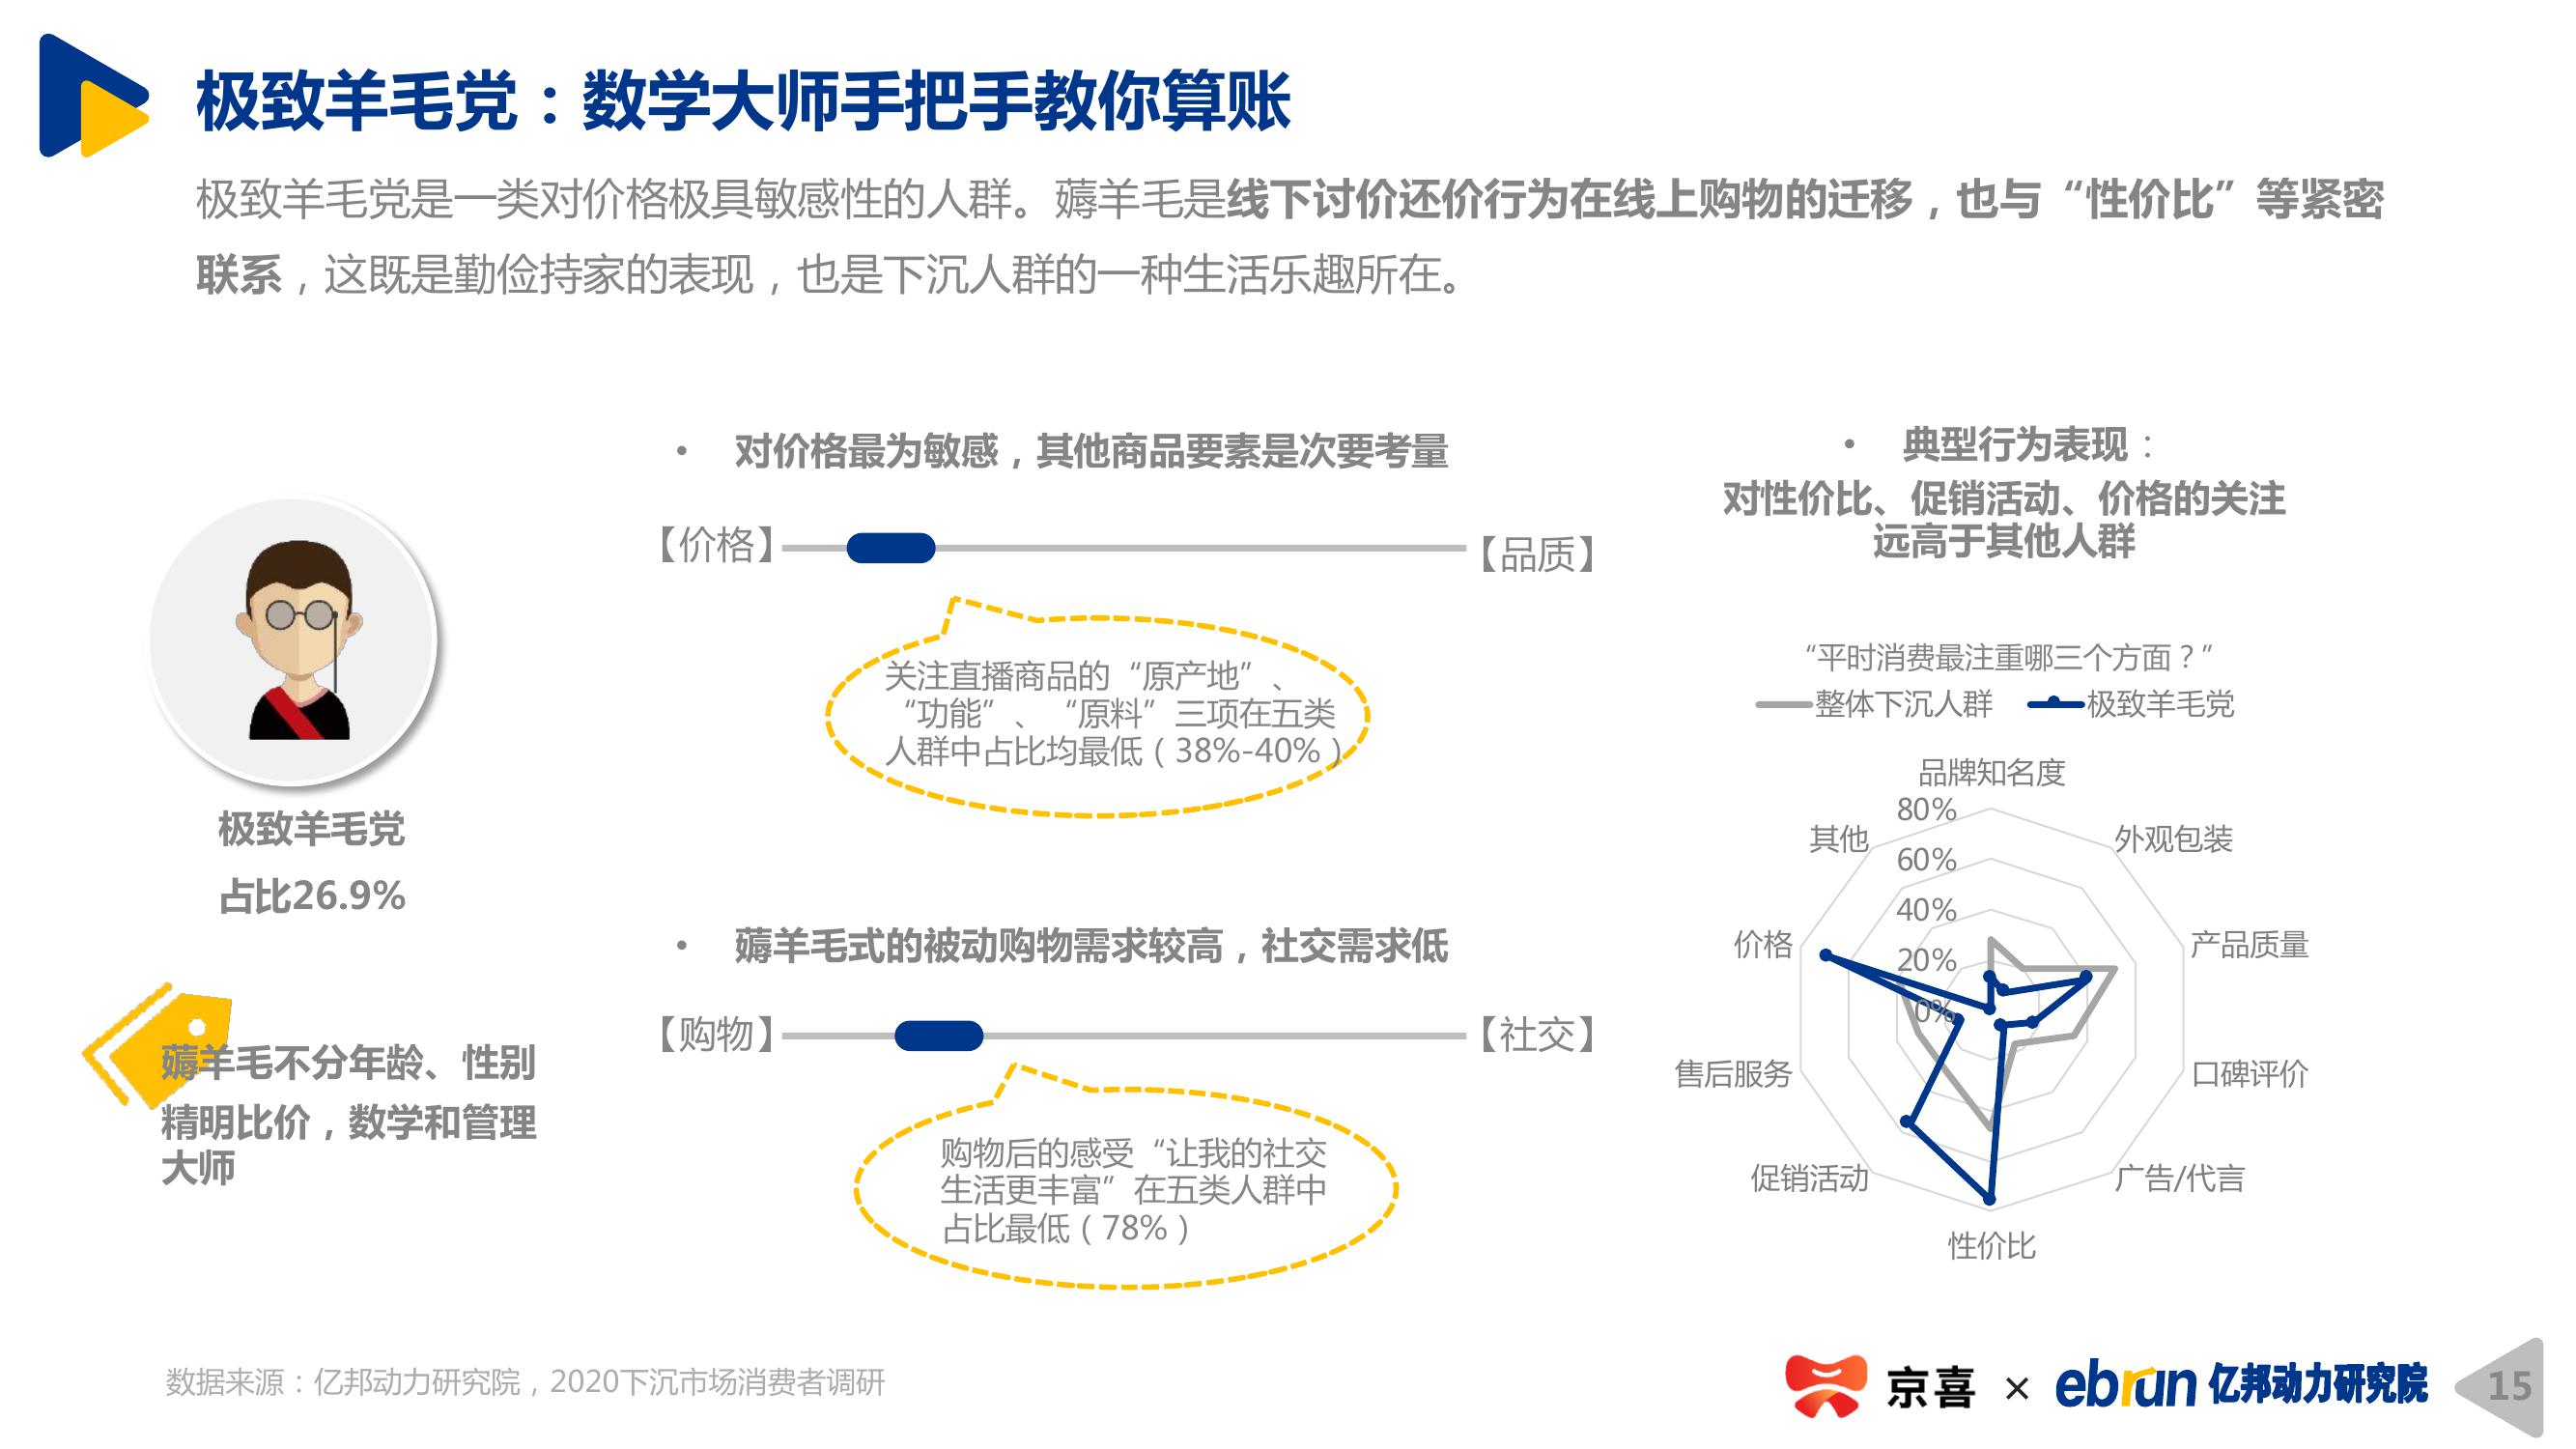 极致羊毛党：数学大师手把手教你算账
极致羊毛党是一类对价格极具敏感性的人群。薅羊毛是线下讨价还价行为在线上购物的迁移，也与“性价比”等紧密
联系，这既是勤俭持家的表现，也是下沉人群的一种生活乐趣所在。
极致羊毛党
占比26.9%
薅羊毛不分年龄、性别
精明比价，数学和管理
大师
• 对价格最为敏感，其他商品要素是次要考量
【价格】
【品质】
关注直播商品的“原产地”、
“功能”、“原料”三项在五类
人群中占比均最低（38%-40%）
• 薅羊毛式的被动购物需求较高，社交需求低
【购物】
【社交】
购物后的感受“让我的社交
生活更丰富”在五类人群中
占比最低（78%）
• 典型行为表现：
对性价比、促销活动、价格的关注
远高于其他人群
“平时消费最注重哪三个方面？”
整体下沉人群 极致羊毛党
品牌知名度
外观包装
产品质量
口碑评价
广告/代言
性价比
促销活动
售后服务
价格
其他
80%
60%
40%
20%
0%
数据来源：亿邦动力研究院，2020下沉市场消费者调研
京喜 × ebrun 亿邦动力研究院
15